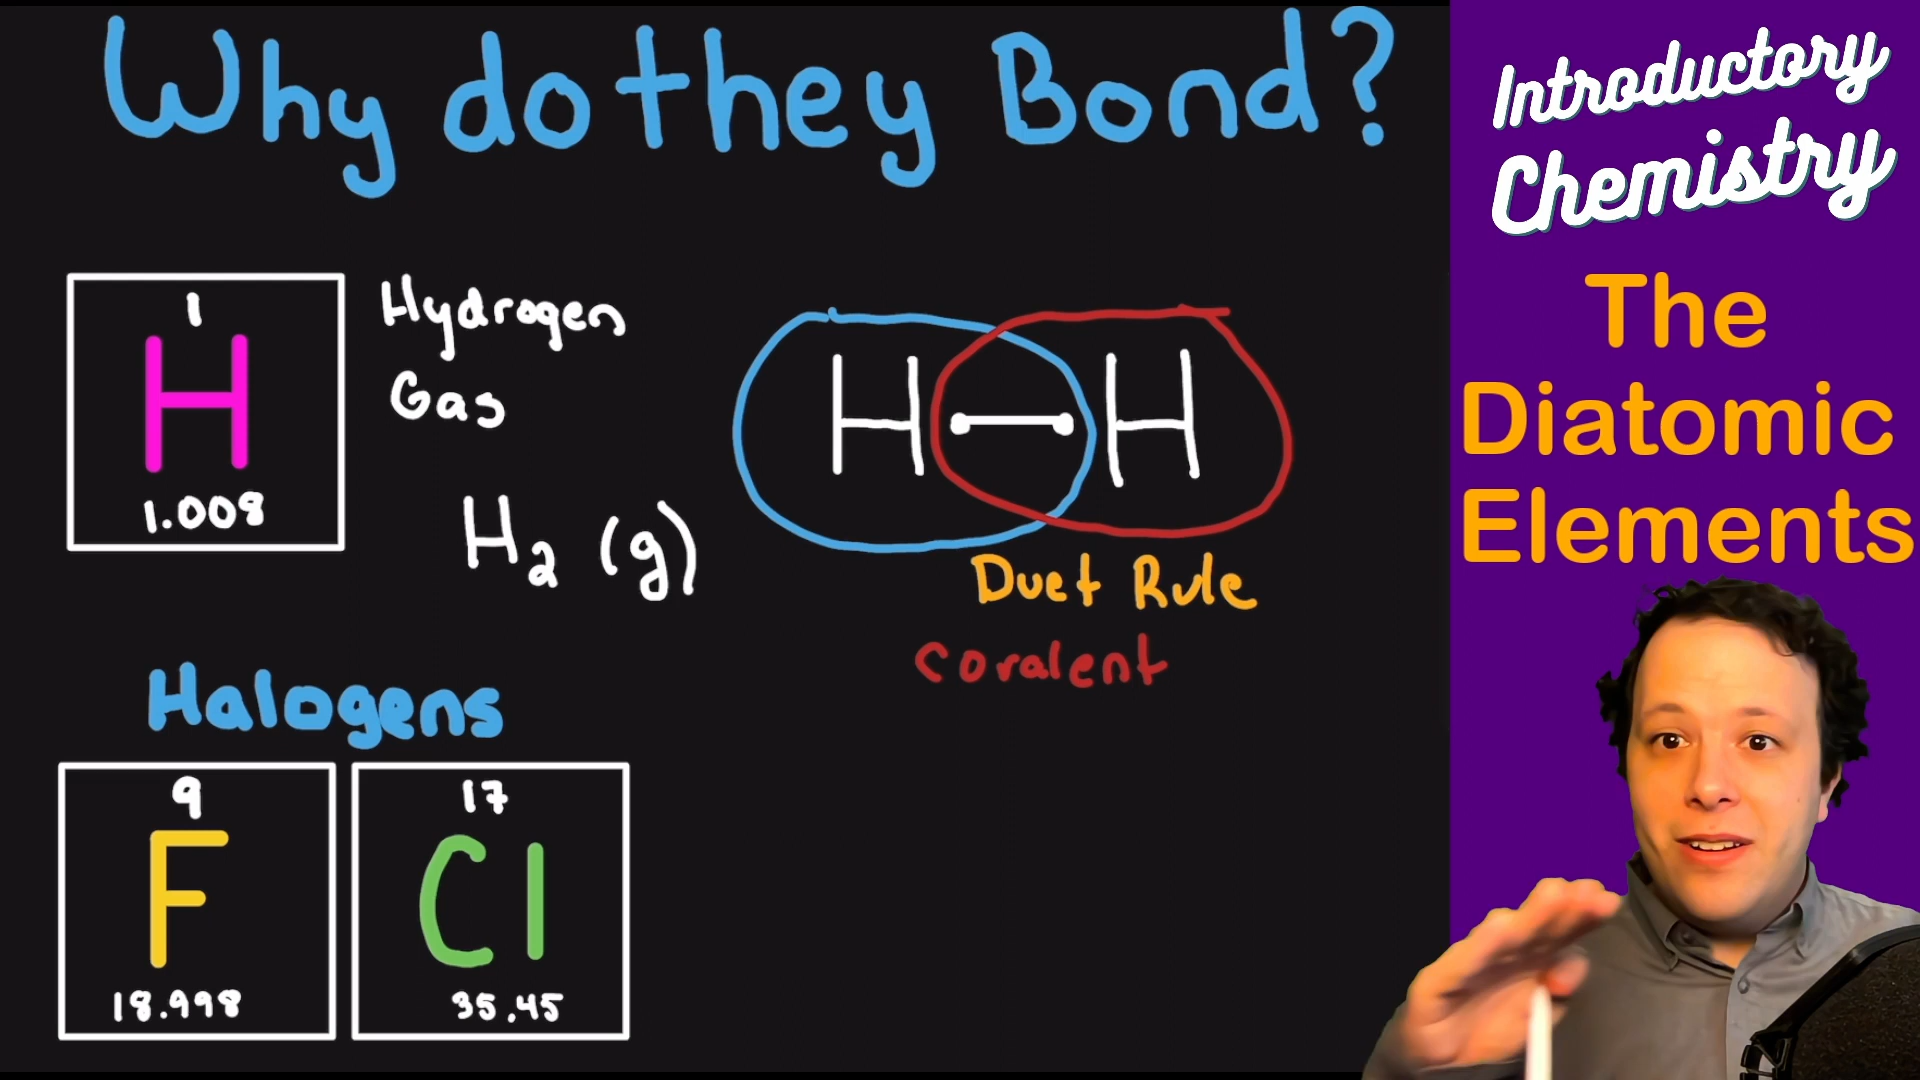 Why do they Bond?
1
H
1.008
Hydrogen
Gas
H₂ (g)
H H
Duet Rule
Covalent
Halogens
9
F
18.998
17
Cl
35.45
Introductory
Chemistry
The
Diatomic
Elements